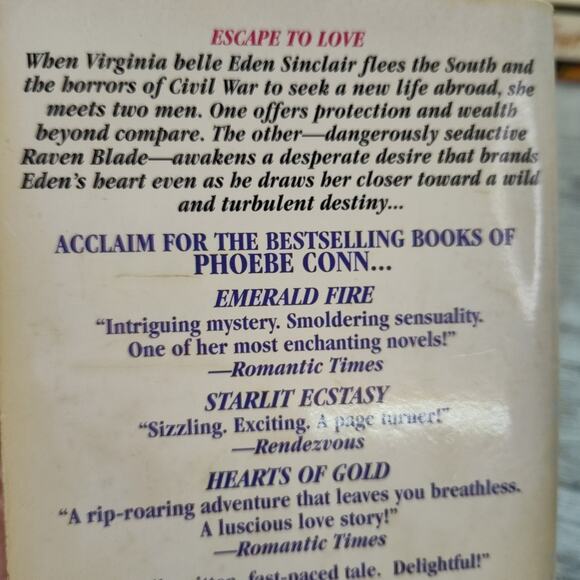 ESCAPE TO LOVE
When Virginia belle Eden Sinclair flees the South and
the horrors of Civil War to seek a new life abroad, she
meets two men. One offers protection and wealth
beyond compare. The other—dangerously seductive
Raven Blade—awakens a desperate desire that brands
Eden's heart even as he draws her closer toward a wild
and turbulent destiny...
ACCLAIM FOR THE BESTSELLING BOOKS OF
PHOEBE CONN...
EMERALD FIRE
“Intriguing mystery. Smoldering sensuality.
One of her most enchanting novels!”
—Romantic Times
STARLIT ECSTASY
“Sizzling. Exciting. A page turner!”
—Rendezvous
HEARTS OF GOLD
“A rip-roaring adventure that leaves you breathless.
A luscious love story!”
—Romantic Times
fast-paced tale. Delightful!”